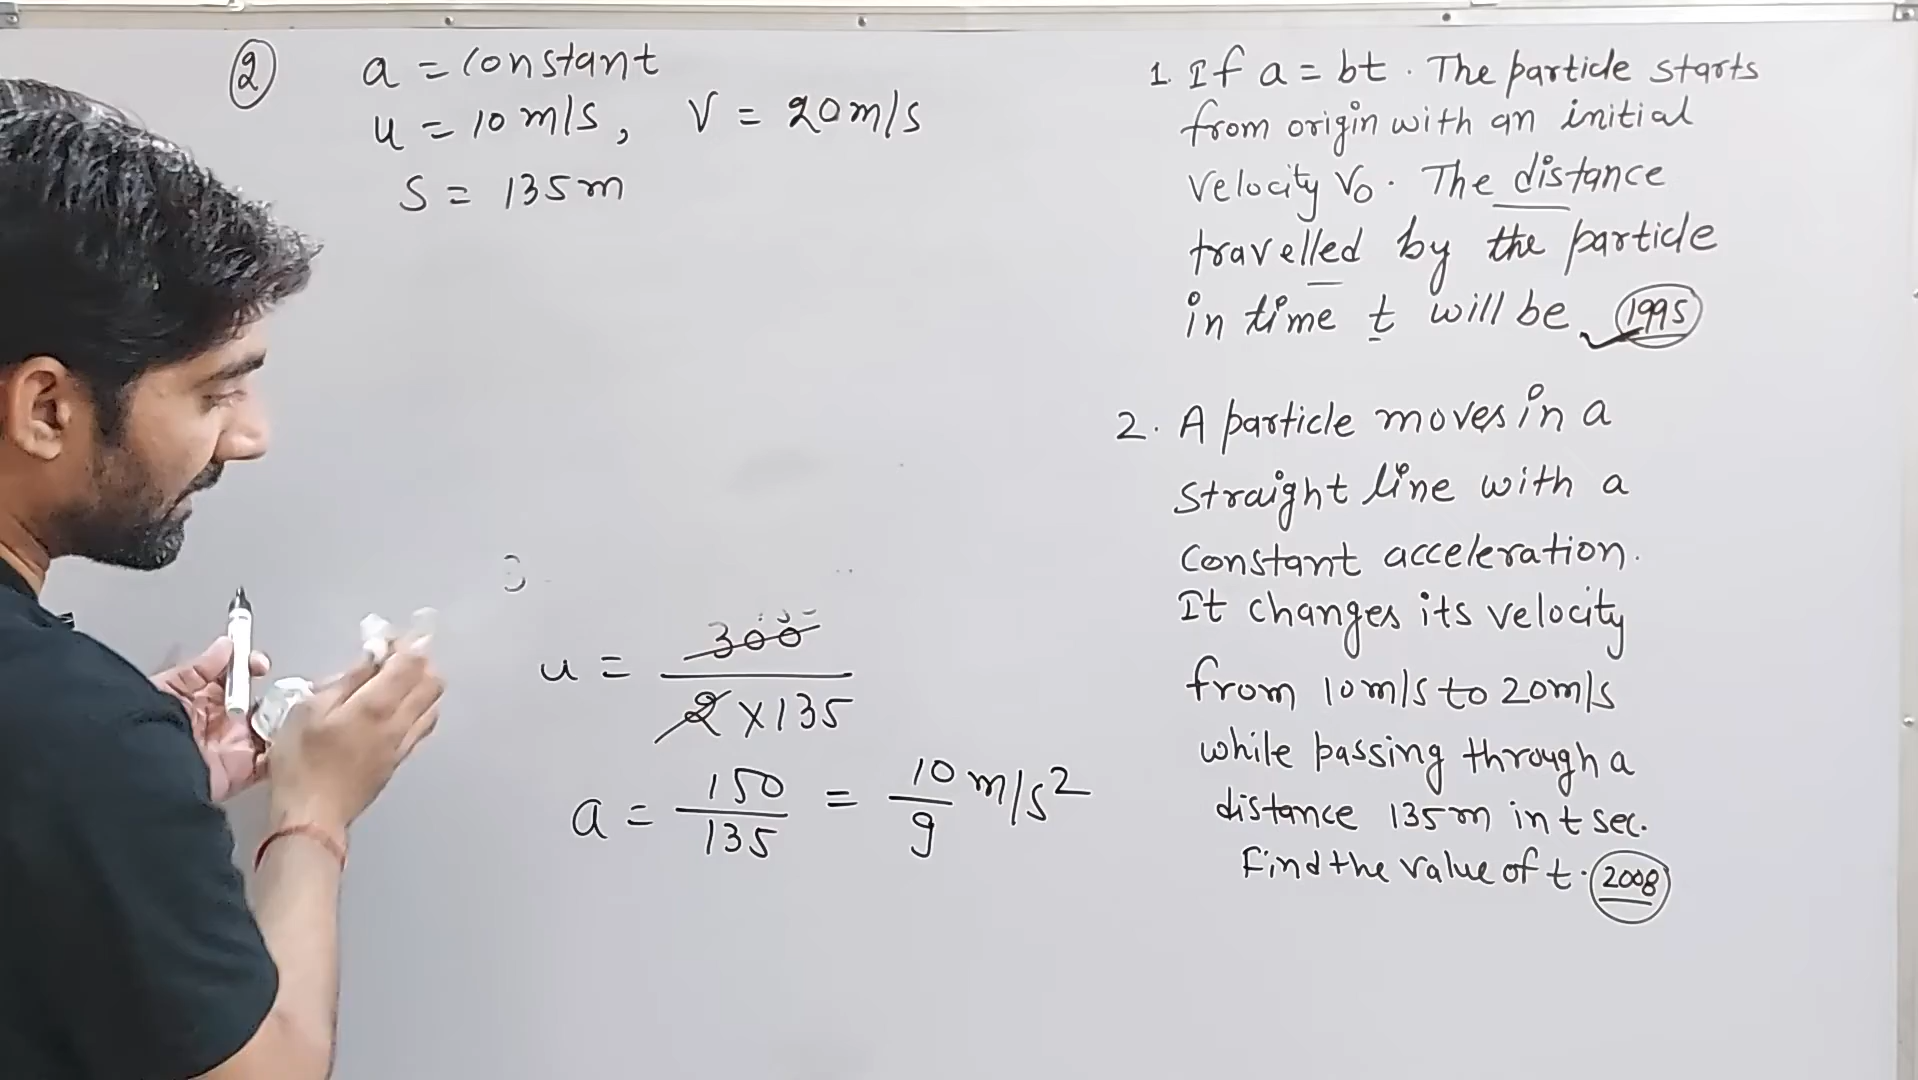 ② a = constant
u = 10 m/s, V = 20 m/s
S = 135 m
u = 300 / 2 × 135
a = 150 / 135 = 10 / 9 m/s²
1. If a = bt. The particle starts
from origin with an initial
velocity V₀. The distance
travelled by the particle
in time t will be 1995
2. A particle moves in a
straight line with a
constant acceleration.
It changes its velocity
from 10 m/s to 20 m/s
while passing through a
distance 135 m in t sec.
Find the value of t. 2008